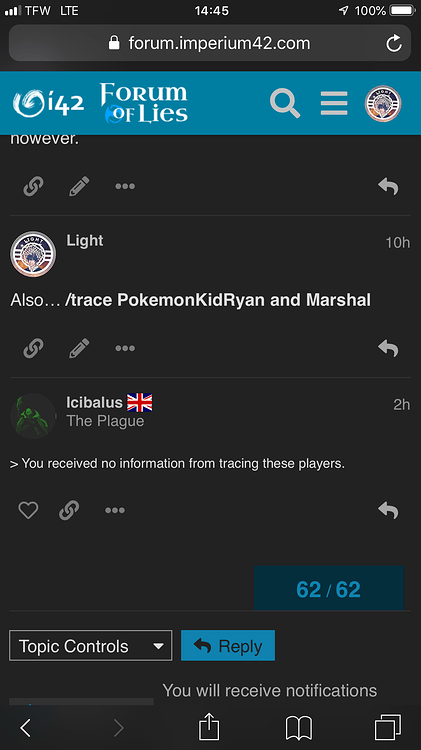 TFW LTE 14:45 100%
forum.imperium42.com
i42 FORUM OF LIES
however.
Light 10h
Also… /trace PokemonKidRyan and Marshal
Icibalus 2h
The Plague
> You received no information from tracing these players.
62 / 62
Topic Controls Reply
You will receive notifications